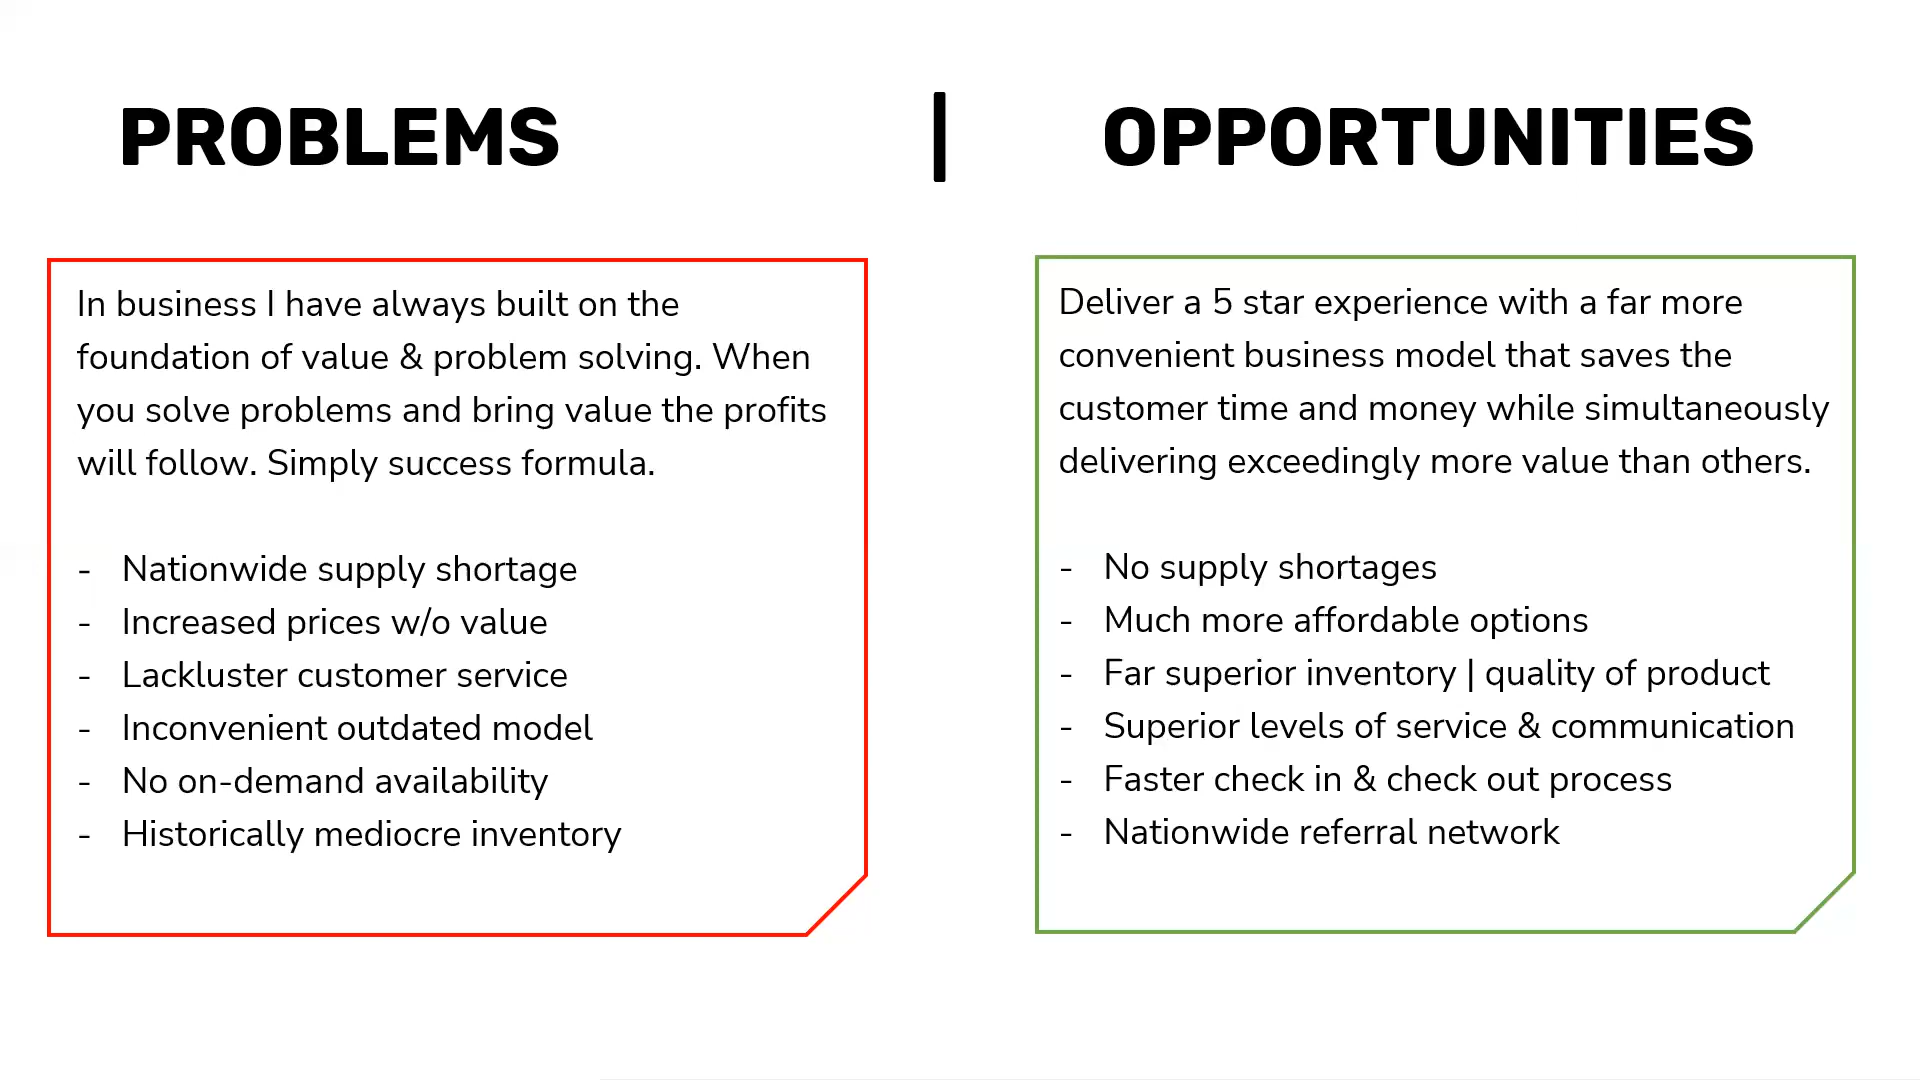 PROBLEMS | OPPORTUNITIES
In business I have always built on the
foundation of value & problem solving. When
you solve problems and bring value the profits
will follow. Simply success formula.
- Nationwide supply shortage
- Increased prices w/o value
- Lackluster customer service
- Inconvenient outdated model
- No on-demand availability
- Historically mediocre inventory
Deliver a 5 star experience with a far more
convenient business model that saves the
customer time and money while simultaneously
delivering exceedingly more value than others.
- No supply shortages
- Much more affordable options
- Far superior inventory | quality of product
- Superior levels of service & communication
- Faster check in & check out process
- Nationwide referral network